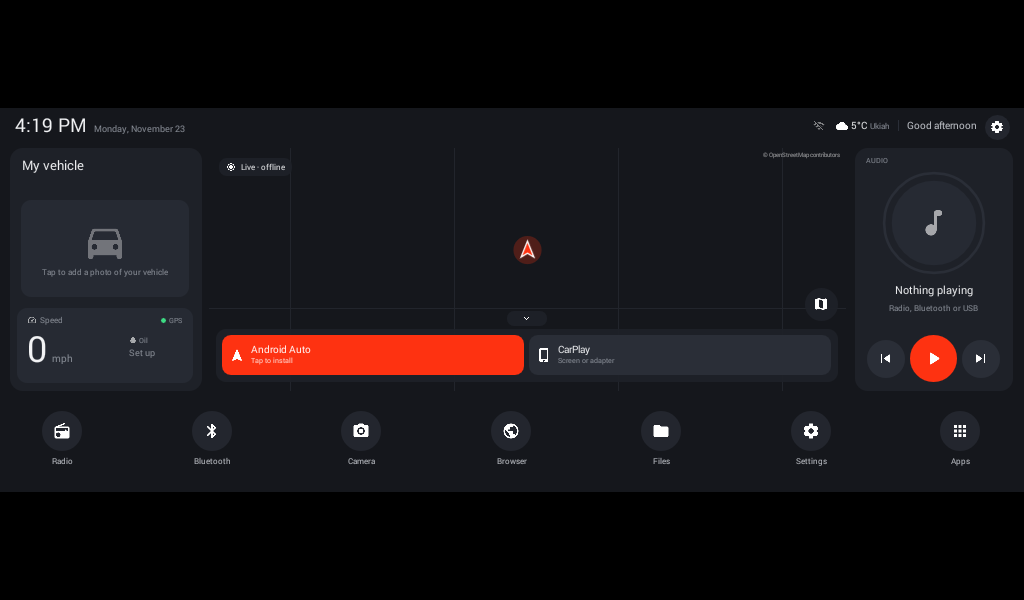 4:19 PM Monday, November 23
5°C Ukiah Good afternoon
My vehicle
Tap to add a photo of your vehicle
Speed GPS
0 mph
Oil
Set up
Live · offline
© OpenStreetMap contributors
Android Auto
Tap to install
CarPlay
Screen or adapter
AUDIO
Nothing playing
Radio, Bluetooth or USB
Radio
Bluetooth
Camera
Browser
Files
Settings
Apps